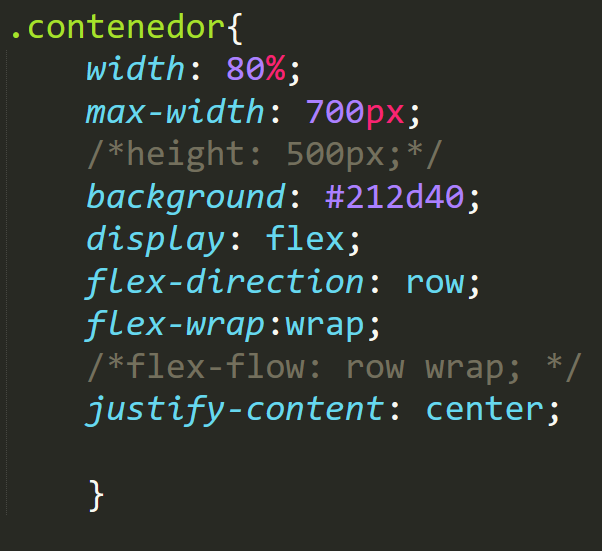 .contenedor{
width: 80%;
max-width: 700px;
/*height: 500px;*/
background: #212d40;
display: flex;
flex-direction: row;
flex-wrap:wrap;
/*flex-flow: row wrap; */
justify-content: center;
}